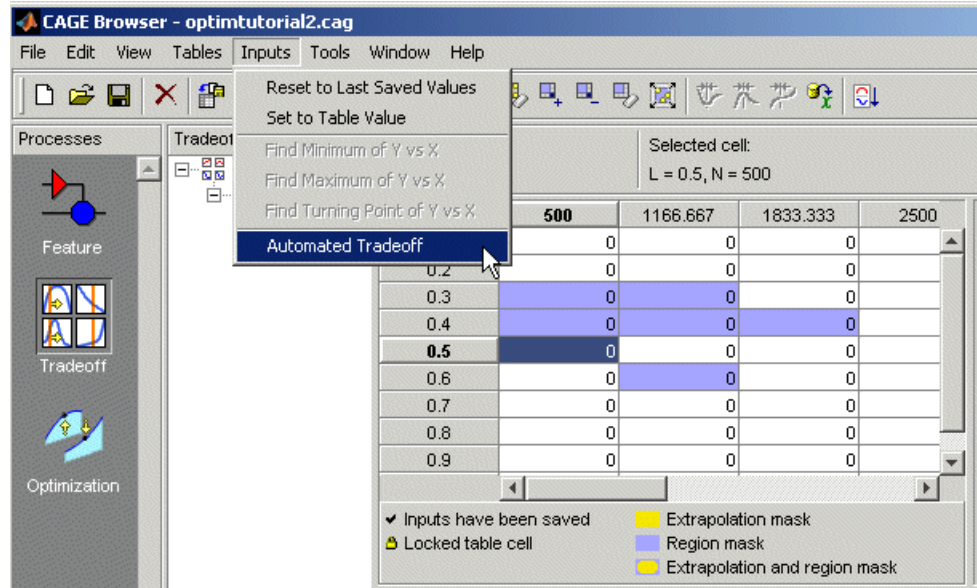 CAGE Browser - optimtutorial2.cag
File Edit View Tables Inputs Tools Window Help
Reset to Last Saved Values
Set to Table Value
Find Minimum of Y vs X
Find Maximum of Y vs X
Find Turning Point of Y vs X
Automated Tradeoff
Processes
Feature
Tradeoff
Optimization
Tradeof
Selected cell:
L = 0.5, N = 500
500 1166.667 1833.333 2500
0 0 0
0.2 0 0 0
0.3 0 0 0
0.4 0 0 0
0.5 0 0 0
0.6 0 0 0
0.7 0 0 0
0.8 0 0 0
0.9 0 0 0
Inputs have been saved
Locked table cell
Extrapolation mask
Region mask
Extrapolation and region mask